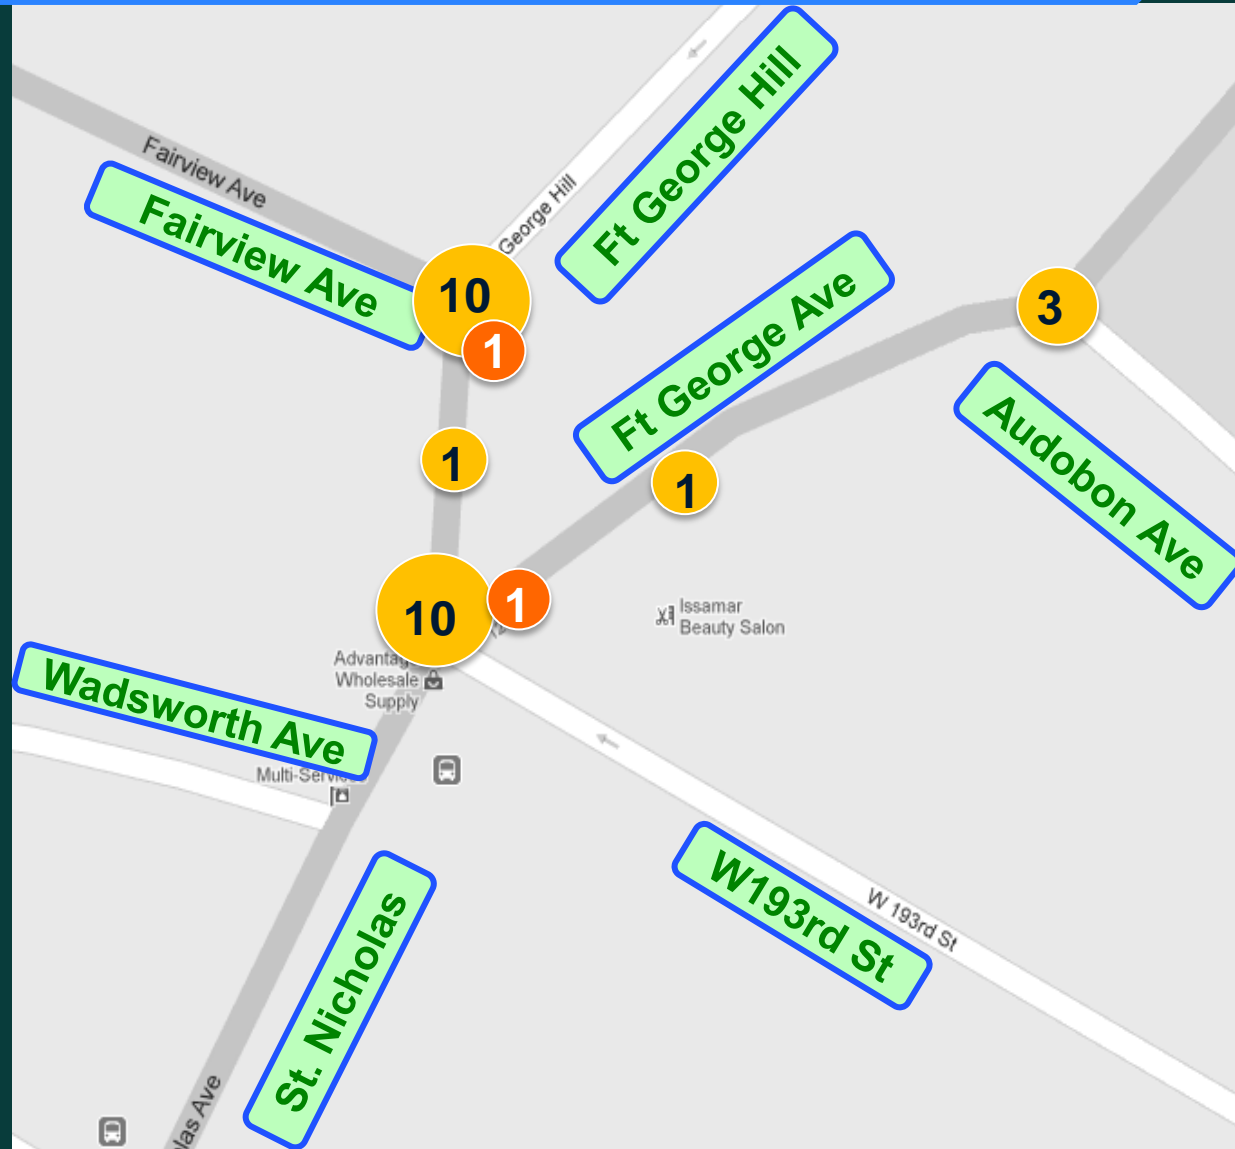 Fairview Ave
Ft George Hill
George Hill
Fairview Ave
10
1
Ft George Ave
3
1
1
Audobon Ave
10
1
Issamar
Beauty Salon
Wholesale
Supply
Wadsworth Ave
W193rd St
W 193rd St
St. Nicholas
Ave